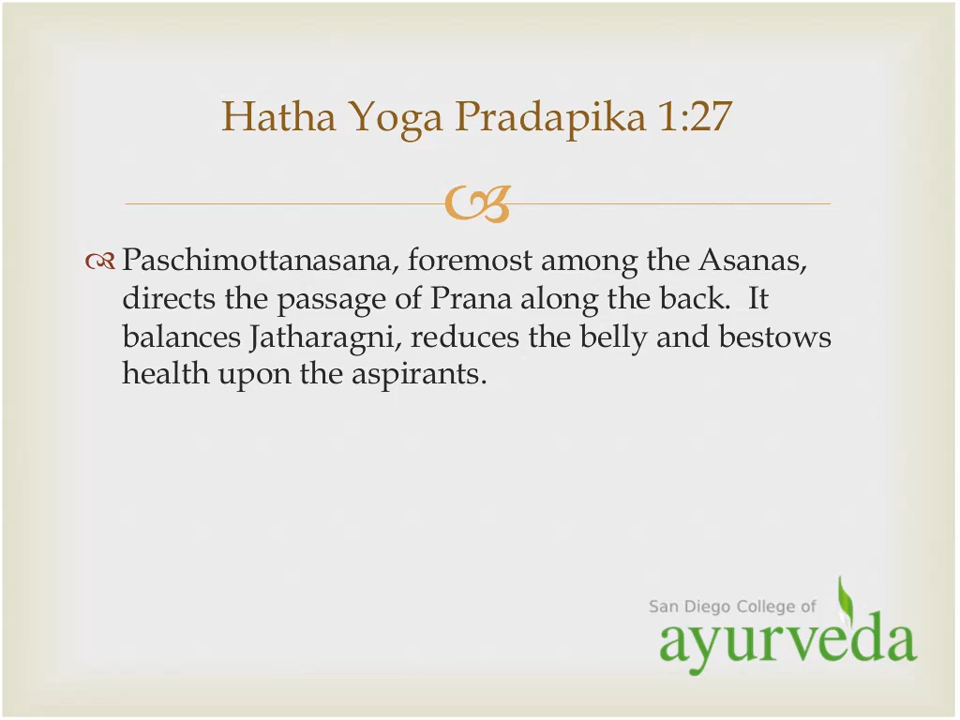 Hatha Yoga Pradapika 1:27
Paschimottanasana, foremost among the Asanas,
directs the passage of Prana along the back.  It
balances Jatharagni, reduces the belly and bestows
health upon the aspirants.
San Diego College of
ayurveda